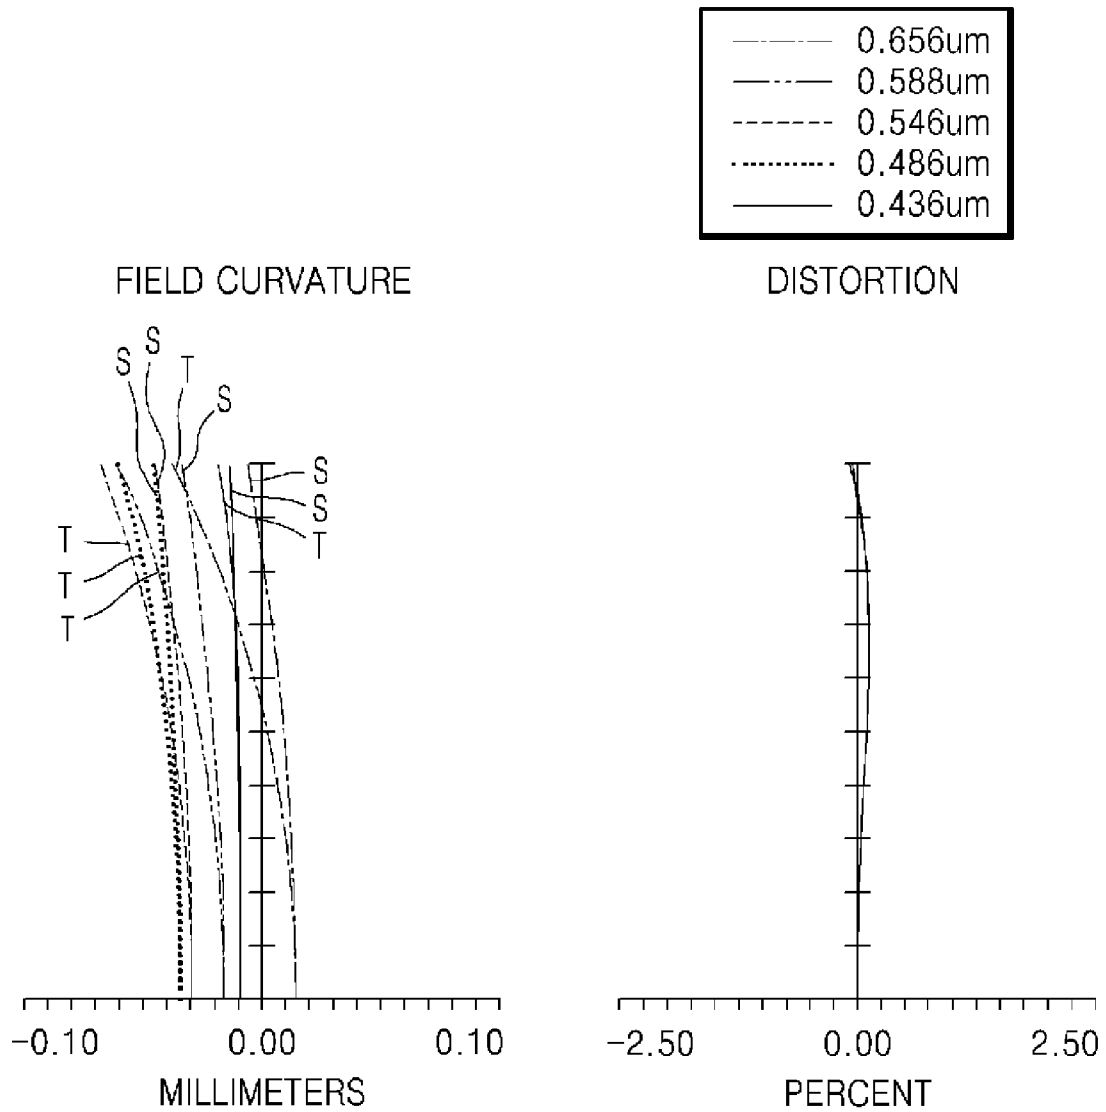 0.656um
0.588um
0.546um
0.486um
0.436um
FIELD CURVATURE
DISTORTION
S
S
T
S
S
S
T
T
T
T
-0.10
0.00
0.10
-2.50
0.00
2.50
MILLIMETERS
PERCENT